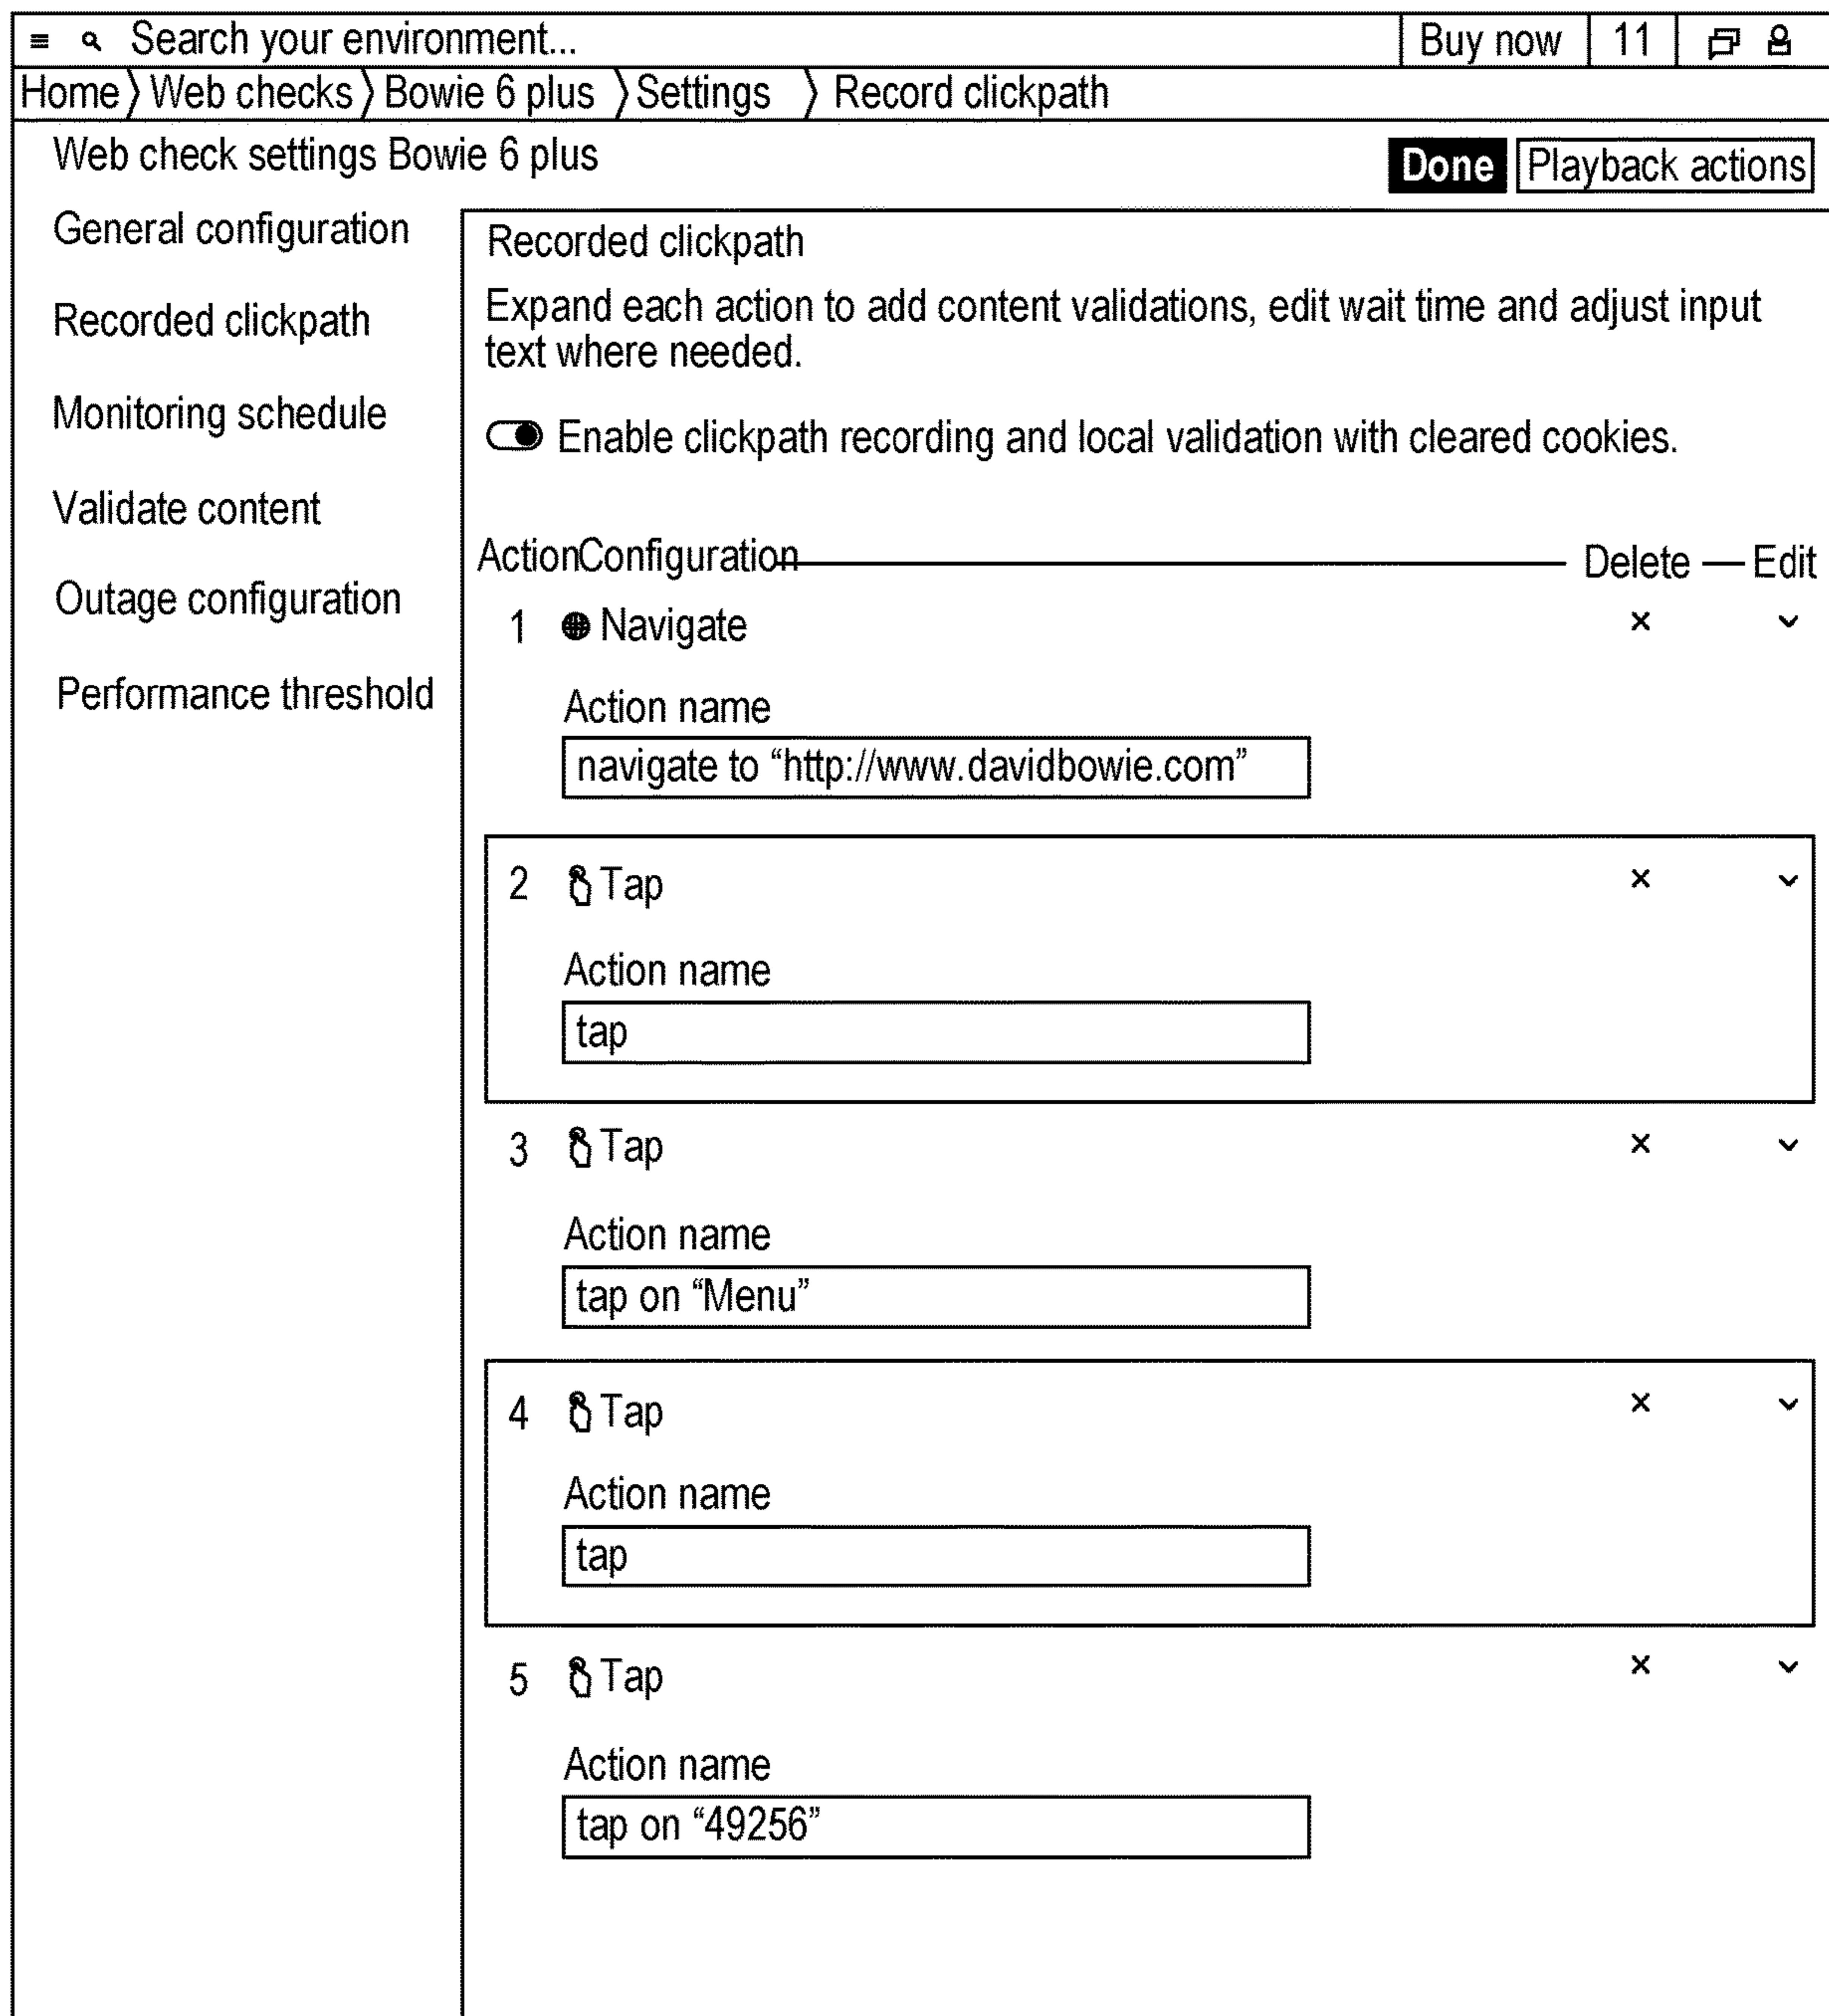 Search your environment... Buy now 11
Home Web checks Bowie 6 plus Settings Record clickpath
Web check settings Bowie 6 plus
Done Playback actions
General configuration
Recorded clickpath
Monitoring schedule
Validate content
Outage configuration
Performance threshold
Recorded clickpath
Expand each action to add content validations, edit wait time and adjust input
text where needed.
Enable clickpath recording and local validation with cleared cookies.
ActionConfiguration Delete Edit
1 Navigate
Action name
navigate to “http://www.davidbowie.com”
2 Tap
Action name
tap
3 Tap
Action name
tap on “Menu”
4 Tap
Action name
tap
5 Tap
Action name
tap on “49256”